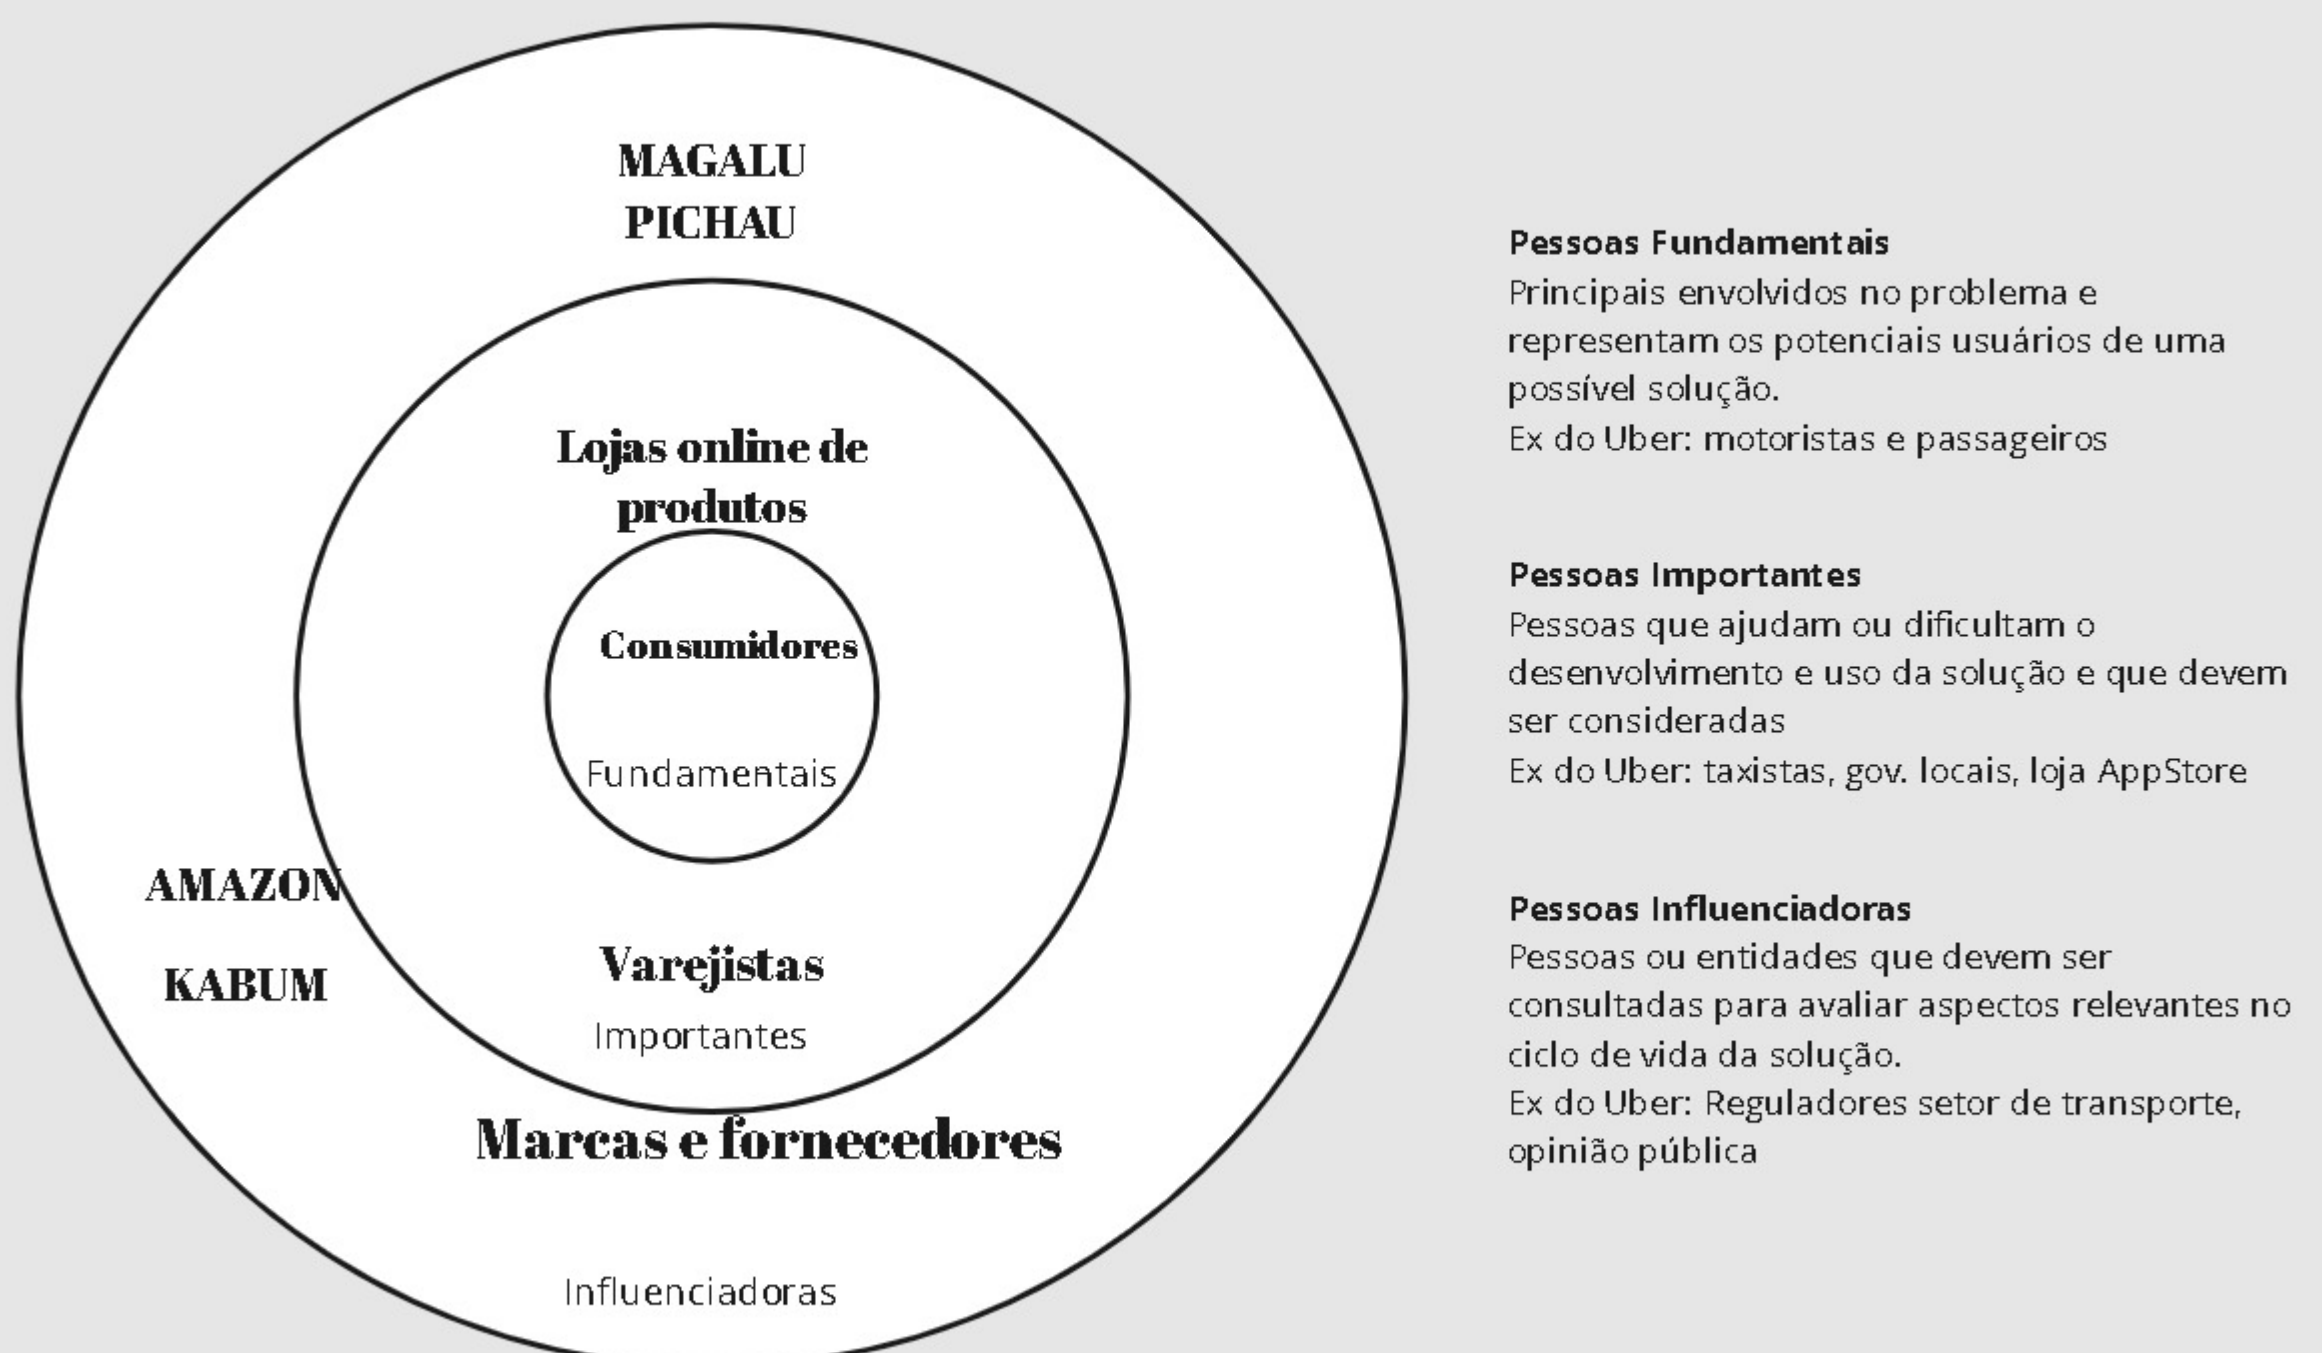 MAGALU
PICHAU
Lojas online de
produtos
Consumidores
Fundamentais
AMAZON
KABUM
Varejistas
Importantes
Marcas e fornecedores
Influenciadoras
Pessoas Fundamentais
Principais envolvidos no problema e
representam os potenciais usuários de uma
possível solução.
Ex do Uber: motoristas e passageiros
Pessoas Importantes
Pessoas que ajudam ou dificultam o
desenvolvimento e uso da solução e que devem
ser consideradas
Ex do Uber: taxistas, gov. locais, loja AppStore
Pessoas Influenciadoras
Pessoas ou entidades que devem ser
consultadas para avaliar aspectos relevantes no
ciclo de vida da solução.
Ex do Uber: Reguladores setor de transporte,
opinião pública